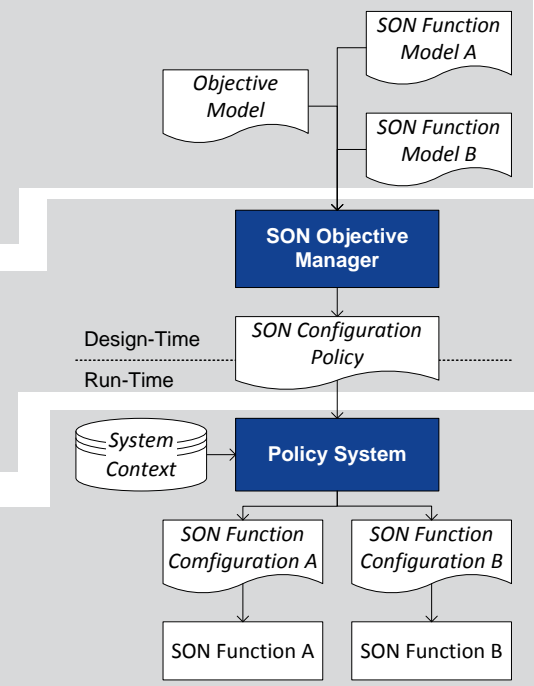 SON Function
Model A
Objective
Model
SON Function
Model B
SON Objective
Manager
Design-Time
SON Configuration
Policy
Run-Time
System
Context
Policy System
SON Function
Comfiguration A
SON Function
Configuration B
SON Function A
SON Function B